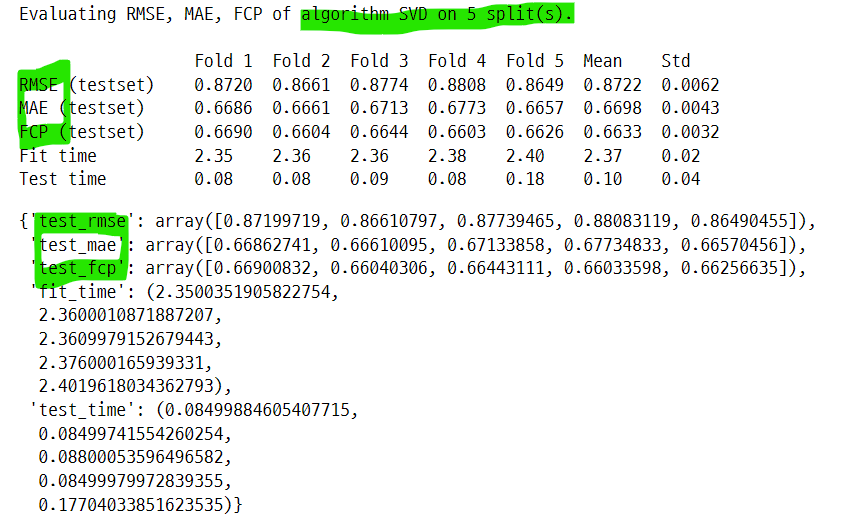 Evaluating RMSE, MAE, FCP of algorithm SVD on 5 split(s).
Fold 1 Fold 2 Fold 3 Fold 4 Fold 5 Mean Std
RMSE (testset) 0.8720 0.8661 0.8774 0.8808 0.8649 0.8722 0.0062
MAE (testset) 0.6686 0.6661 0.6713 0.6773 0.6657 0.6698 0.0043
FCP (testset) 0.6690 0.6604 0.6644 0.6603 0.6626 0.6633 0.0032
Fit time 2.35 2.36 2.36 2.38 2.40 2.37 0.02
Test time 0.08 0.08 0.09 0.08 0.18 0.10 0.04
{'test_rmse': array([0.87199719, 0.86610797, 0.87739465, 0.88083119, 0.86490455]),
'test_mae': array([0.66862741, 0.66610095, 0.67133858, 0.67734833, 0.66570456]),
'test_fcp': array([0.66900832, 0.66040306, 0.66443111, 0.66033598, 0.66256635]),
'fit_time': (2.3500351905822754,
2.3600010871887207,
2.3609979152679443,
2.376000165939331,
2.4019618034362793),
'test_time': (0.08499884605407715,
0.08499741554260254,
0.08800053596496582,
0.08499979972839355,
0.17704033851623535)}